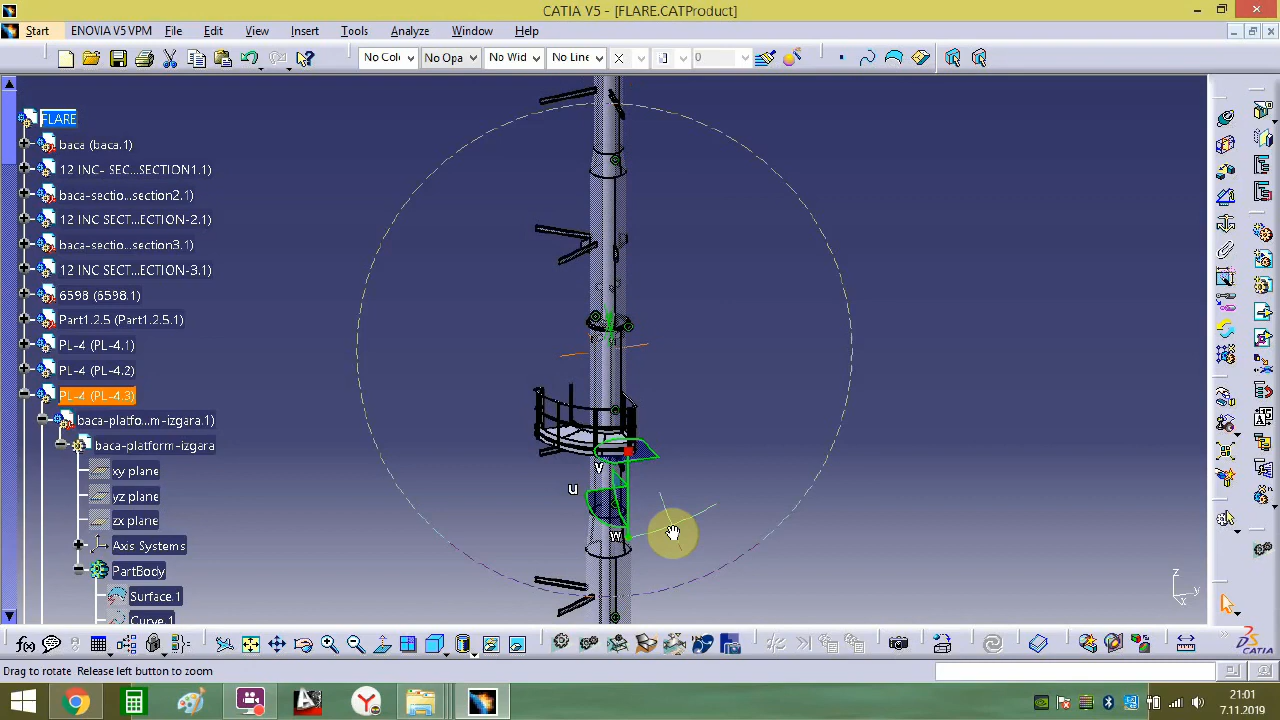 CATIA V5 - [FLARE.CATProduct]
Start ENOVIA V5 VPM File Edit View Insert Tools Analyze Window Help
No Col No Opa No Wid No Line 0
FLARE
baca (baca.1)
12 INC- SEC...SECTION1.1)
baca-sectio...section2.1)
12 INC SECT...ECTION-2.1)
baca-sectio...section3.1)
12 INC SECT...ECTION-3.1)
6598 (6598.1)
Part1.2.5 (Part1.2.5.1)
PL-4 (PL-4.1)
PL-4 (PL-4.2)
PL-4 (PL-4.3)
baca-platfo...m-izgara.1)
baca-platform-izgara
xy plane
yz plane
zx plane
Axis Systems
PartBody
Surface.1
Curve.1
v
u
w
z
y
x
Drag to rotate Release left button to zoom
CATIA
21:01
7.11.2019